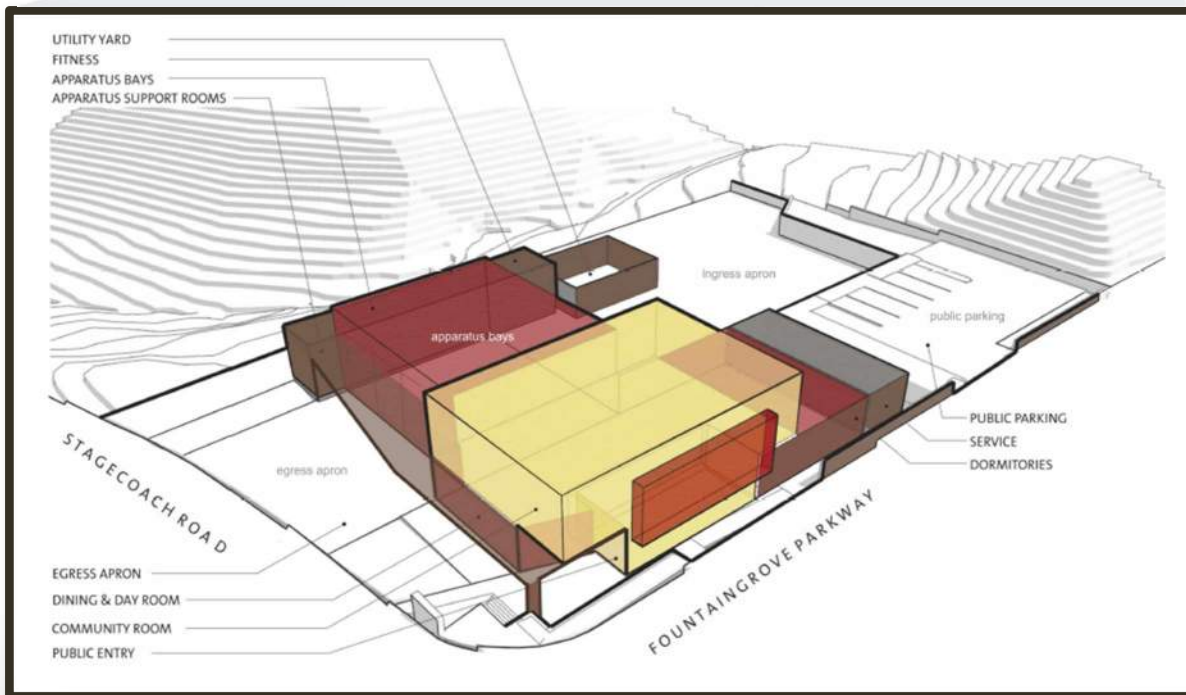 UTILITY YARD
FITNESS
APPARATUS BAYS
APPARATUS SUPPORT ROOMS
ingress apron
public parking
apparatus bays
PUBLIC PARKING
SERVICE
DORMITORIES
egress apron
STAGECOACH ROAD
FOUNTAINGROVE PARKWAY
EGRESS APRON
DINING & DAY ROOM
COMMUNITY ROOM
PUBLIC ENTRY